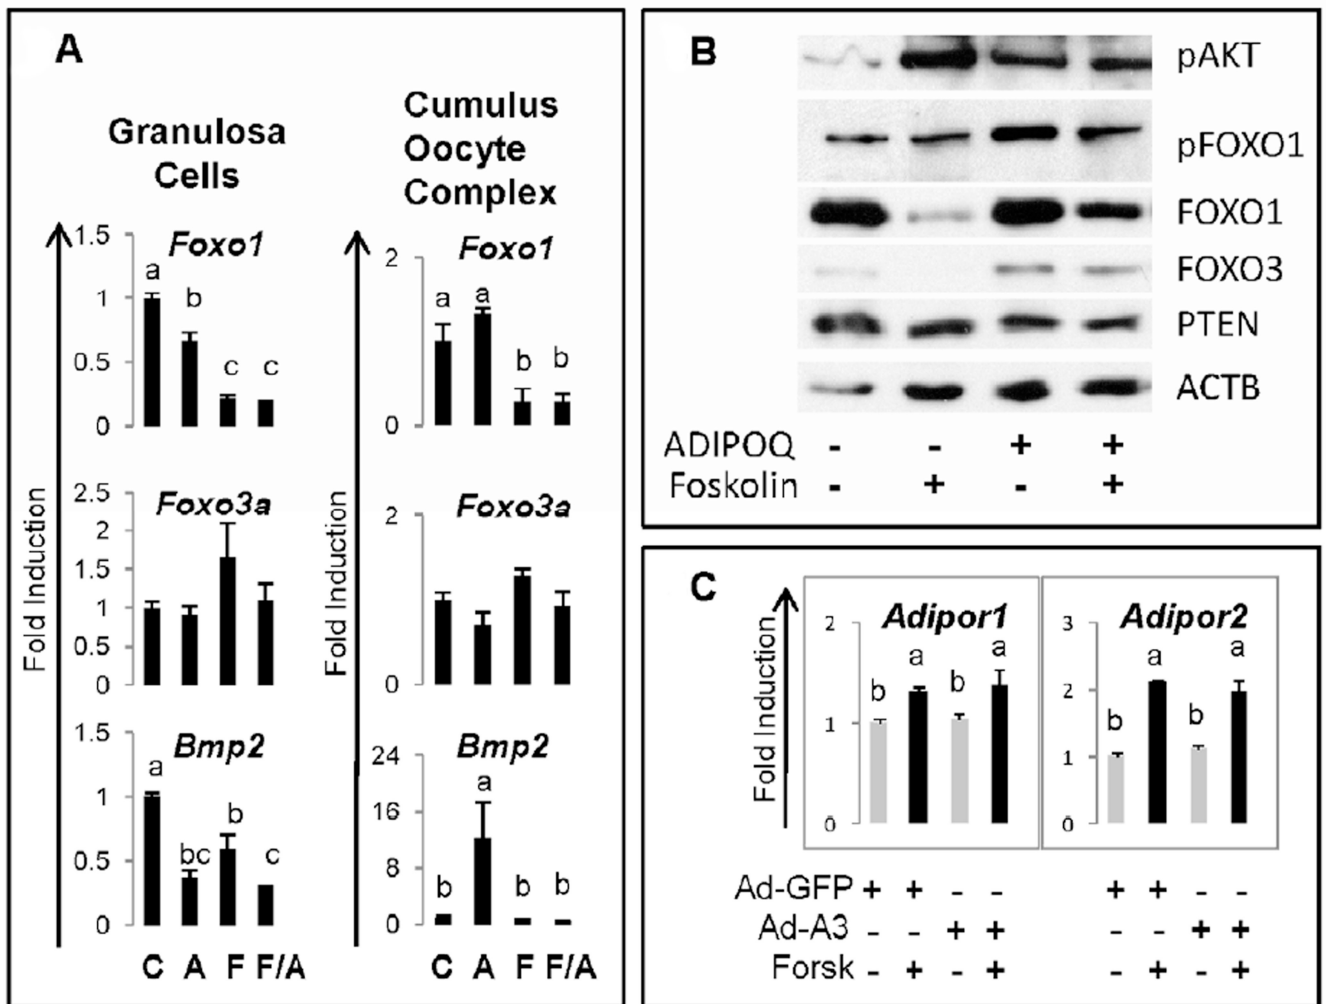 A
Granulosa
Cells
Cumulus
Oocyte
Complex
Fold Induction
1.5
1
0.5
0
Foxo1
a
b
c
c
Fold Induction
2
0
Foxo1
a
a
b
b
2.5
2
1.5
1
0.5
0
Foxo3a
2
0
Foxo3a
1.5
1
0.5
0
Bmp2
a
bc
b
c
24
16
8
0
Bmp2
b
a
b
b
C A F F/A
C A F F/A
B
pAKT
pFOXO1
FOXO1
FOXO3
PTEN
ACTB
ADIPOQ - - + +
Foskolin - + - +
C
Fold Induction
Adipor1
2
1
0
b
a
b
a
Adipor2
3
2
1
0
b
a
b
a
Ad-GFP + + - - + + - -
Ad-A3 - - + + - - + +
Forsk - + - + - + - +